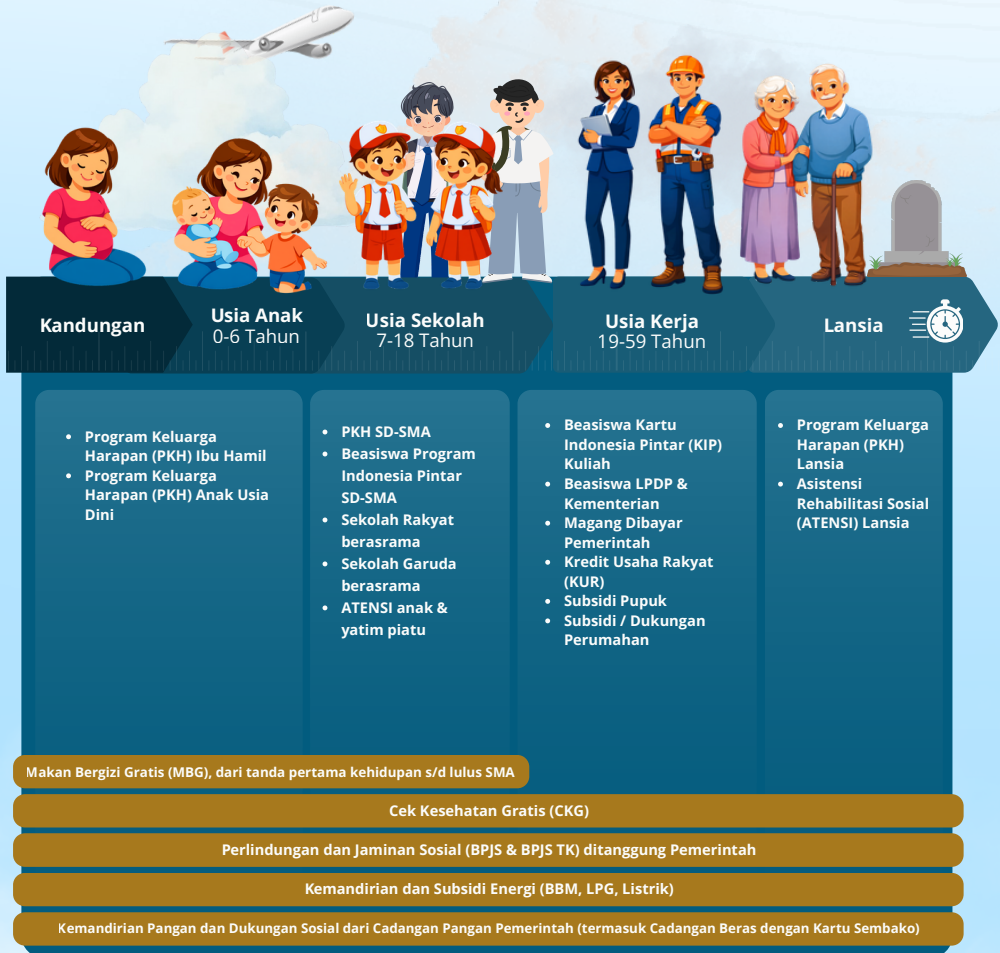 Kandungan
Usia Anak
0-6 Tahun
Usia Sekolah
7-18 Tahun
Usia Kerja
19-59 Tahun
Lansia
• Program Keluarga
Harapan (PKH) Ibu Hamil
• Program Keluarga
Harapan (PKH) Anak Usia
Dini
• PKH SD-SMA
• Beasiswa Program
Indonesia Pintar
SD-SMA
• Sekolah Rakyat
berasrama
• Sekolah Garuda
berasrama
• ATENSI anak &
yatim piatu
• Beasiswa Kartu
Indonesia Pintar (KIP)
Kuliah
• Beasiswa LPDP &
Kementerian
• Magang Dibayar
Pemerintah
• Kredit Usaha Rakyat
(KUR)
• Subsidi Pupuk
• Subsidi / Dukungan
Perumahan
• Program Keluarga
Harapan (PKH)
Lansia
• Asistensi
Rehabilitasi Sosial
(ATENSI) Lansia
Makan Bergizi Gratis (MBG), dari tanda pertama kehidupan s/d lulus SMA
Cek Kesehatan Gratis (CKG)
Perlindungan dan Jaminan Sosial (BPJS & BPJS TK) ditanggung Pemerintah
Kemandirian dan Subsidi Energi (BBM, LPG, Listrik)
Kemandirian Pangan dan Dukungan Sosial dari Cadangan Pangan Pemerintah (termasuk Cadangan Beras dengan Kartu Sembako)